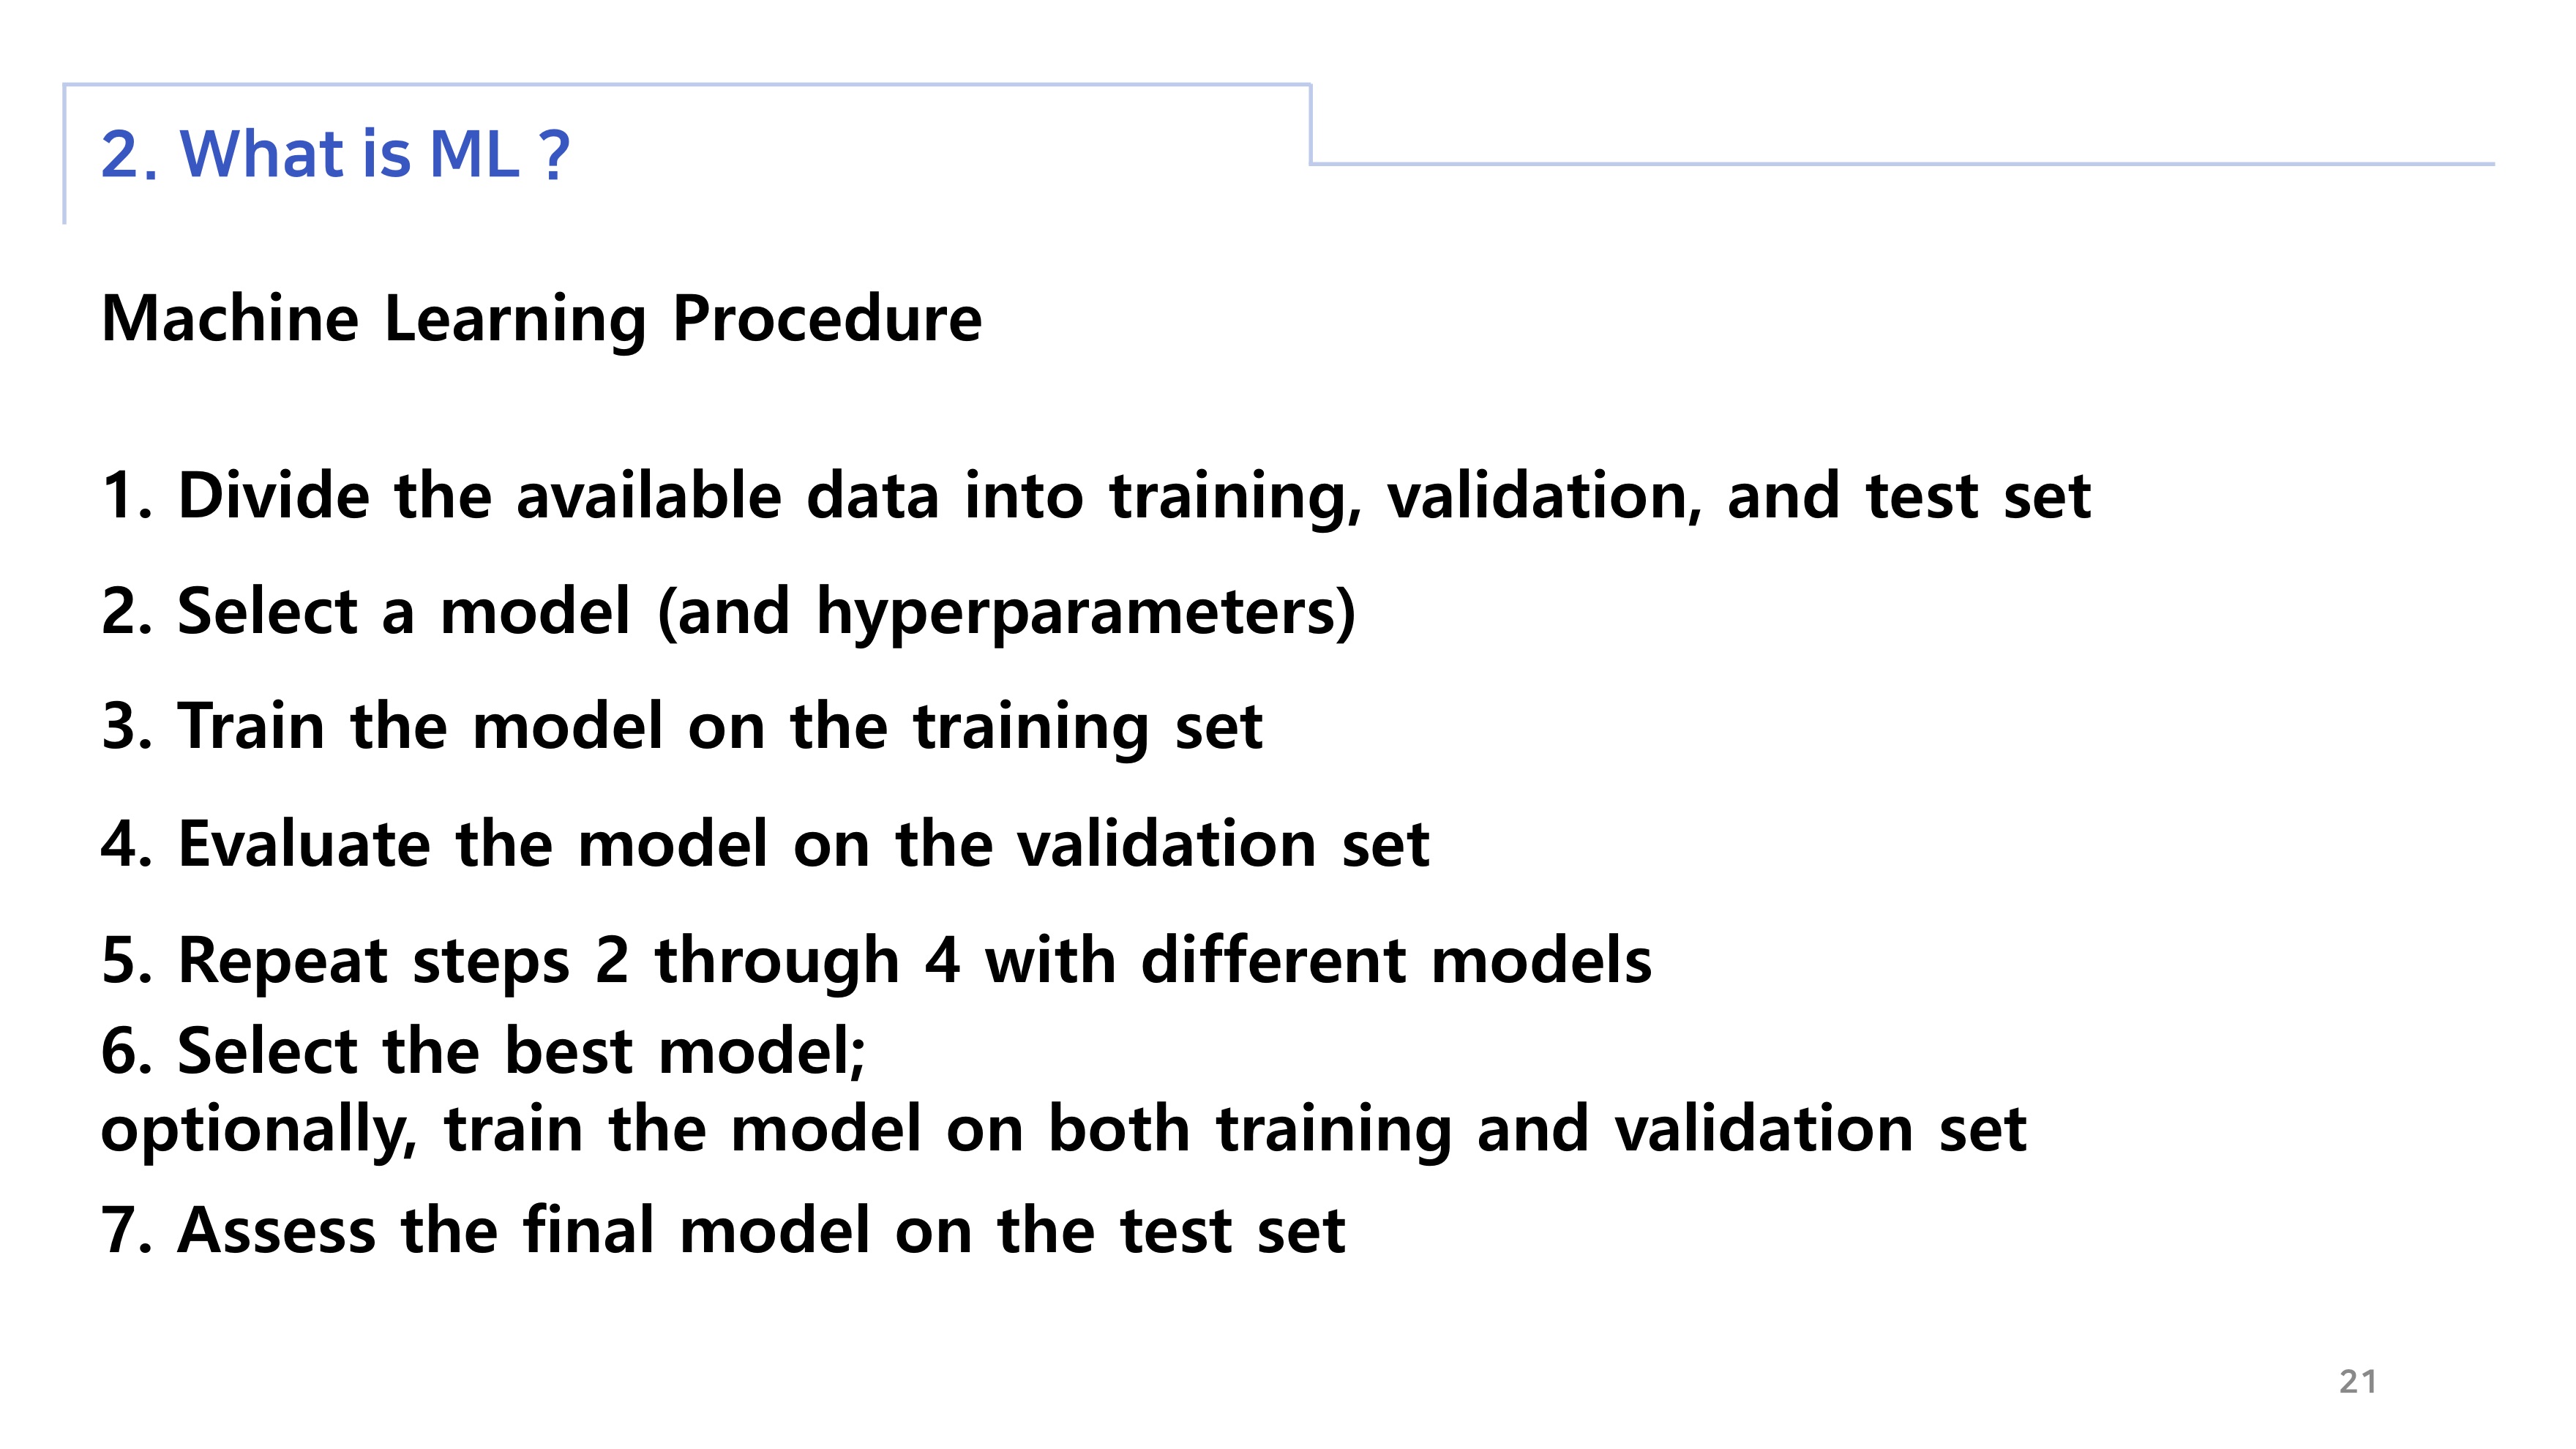 2. What is ML ?
Machine Learning Procedure
1. Divide the available data into training, validation, and test set
2. Select a model (and hyperparameters)
3. Train the model on the training set
4. Evaluate the model on the validation set
5. Repeat steps 2 through 4 with different models
6. Select the best model;
optionally, train the model on both training and validation set
7. Assess the final model on the test set
21